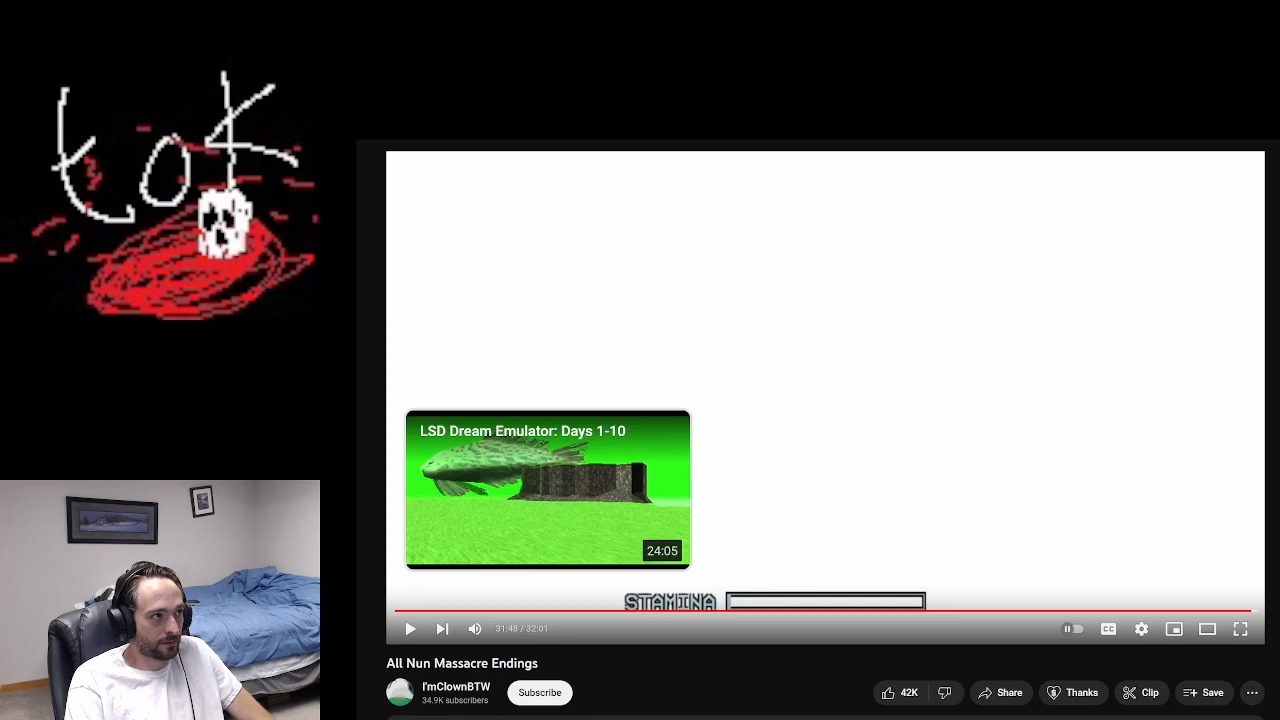 tok
LSD Dream Emulator: Days 1-10
24:05
STAMINA
31:48 / 32:01
CC
All Nun Massacre Endings
I'mClownBTW
34.9K subscribers
Subscribe
42K
Share
Thanks
Clip
Save